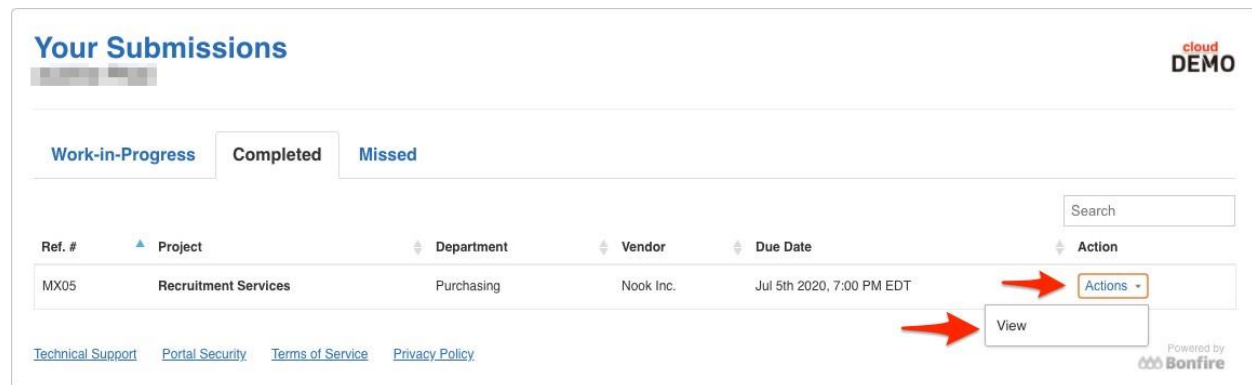 Your Submissions
cloud
DEMO
Work-in-Progress Completed Missed
Search
Ref. # Project Department Vendor Due Date Action
MX05 Recruitment Services Purchasing Nook Inc. Jul 5th 2020, 7:00 PM EDT Actions
View
Technical Support Portal Security Terms of Service Privacy Policy
Powered by
Bonfire